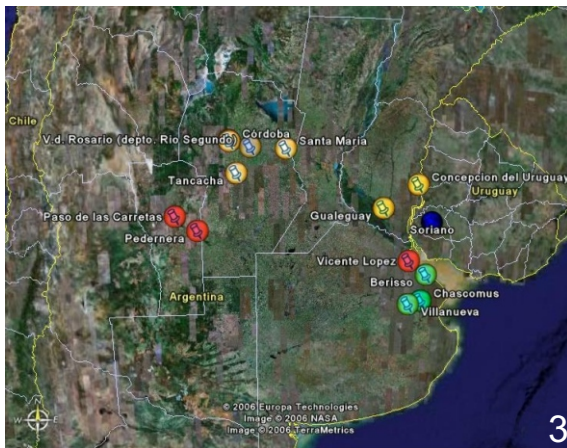 Chile
V.d. Rosario (depto. Rio Segundo)
Córdoba
Santa Maria
Tancacha
Concepcion del Uruguay
Uruguay
Gualeguay
Paso de las Carretas
Soriano
Pedernera
Vicente Lopez
Berisso
Argentina
Chascomus
Villanueva
© 2006 Europa Technologies
Image © 2006 NASA
Image © 2006 TerraMetrics
W E
3